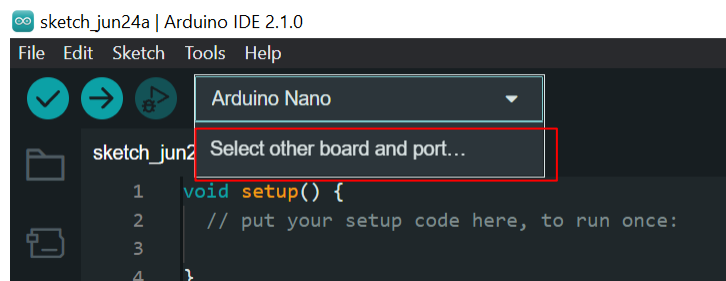 sketch_jun24a | Arduino IDE 2.1.0
File Edit Sketch Tools Help
Arduino Nano
Select other board and port...
sketch_jun2
1 void setup() {
2 // put your setup code here, to run once:
3
4 }